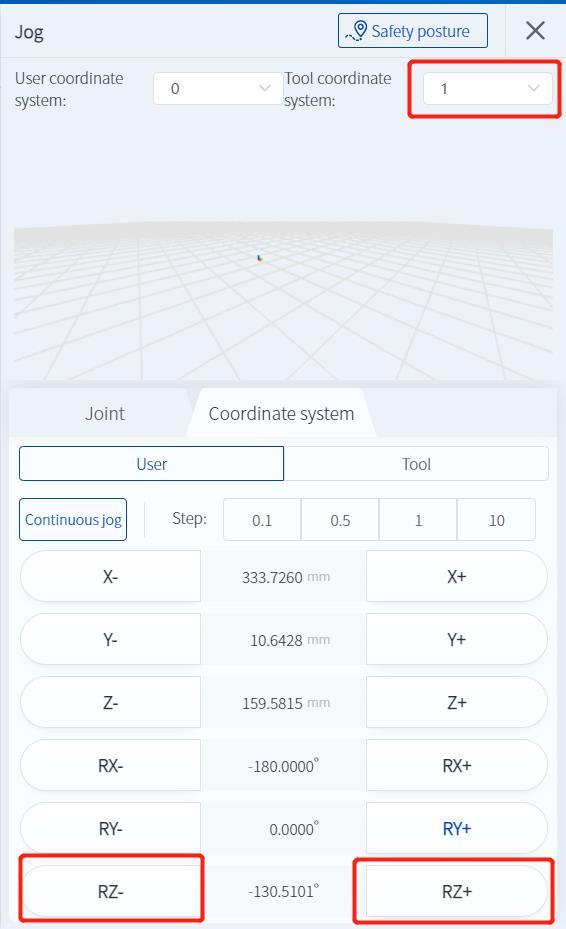 Jog
Safety posture
User coordinate system:
0
Tool coordinate system:
1
Joint
Coordinate system
User
Tool
Continuous jog
Step:
0.1
0.5
1
10
X-
333.7260 mm
X+
Y-
10.6428 mm
Y+
Z-
159.5815 mm
Z+
RX-
-180.0000°
RX+
RY-
0.0000°
RY+
RZ-
-130.5101°
RZ+